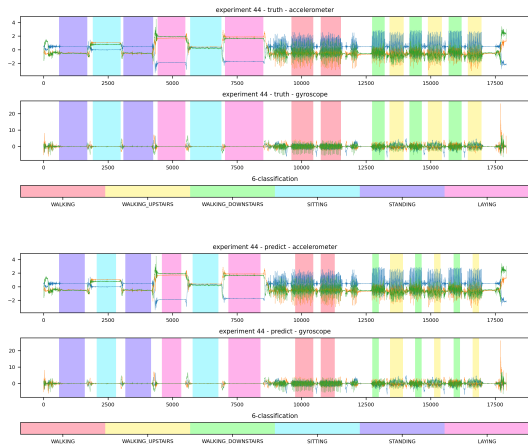 experiment 44 - truth - accelerometer
4
2
0
−2
0 2500 5000 7500 10000 12500 15000 17500
experiment 44 - truth - gyroscope
20
10
0
0 2500 5000 7500 10000 12500 15000 17500
6-classification
WALKING WALKING_UPSTAIRS WALKING_DOWNSTAIRS SITTING STANDING LAYING
experiment 44 - predict - accelerometer
4
2
0
−2
0 2500 5000 7500 10000 12500 15000 17500
experiment 44 - predict - gyroscope
20
10
0
0 2500 5000 7500 10000 12500 15000 17500
6-classification
WALKING WALKING_UPSTAIRS WALKING_DOWNSTAIRS SITTING STANDING LAYING